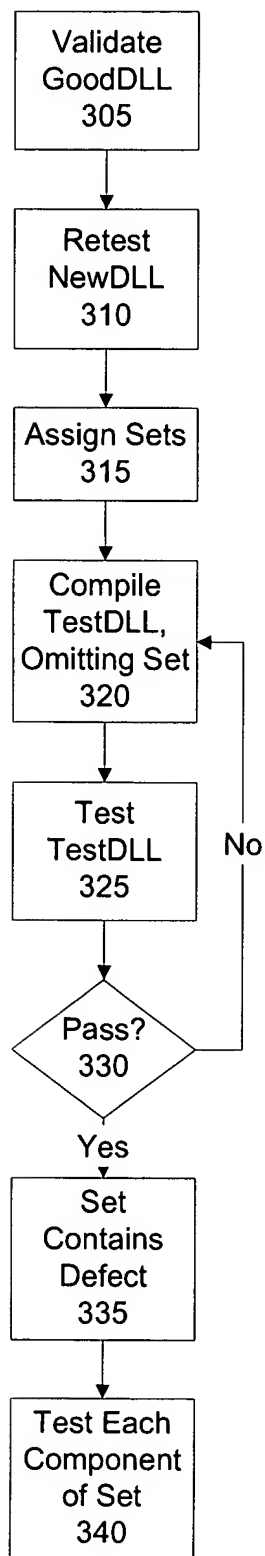 Validate
GoodDLL
305
Retest
NewDLL
310
Assign Sets
315
Compile
TestDLL,
Omitting Set
320
Test
TestDLL
325
No
Pass?
330
Yes
Set
Contains
Defect
335
Test Each
Component
of Set
340